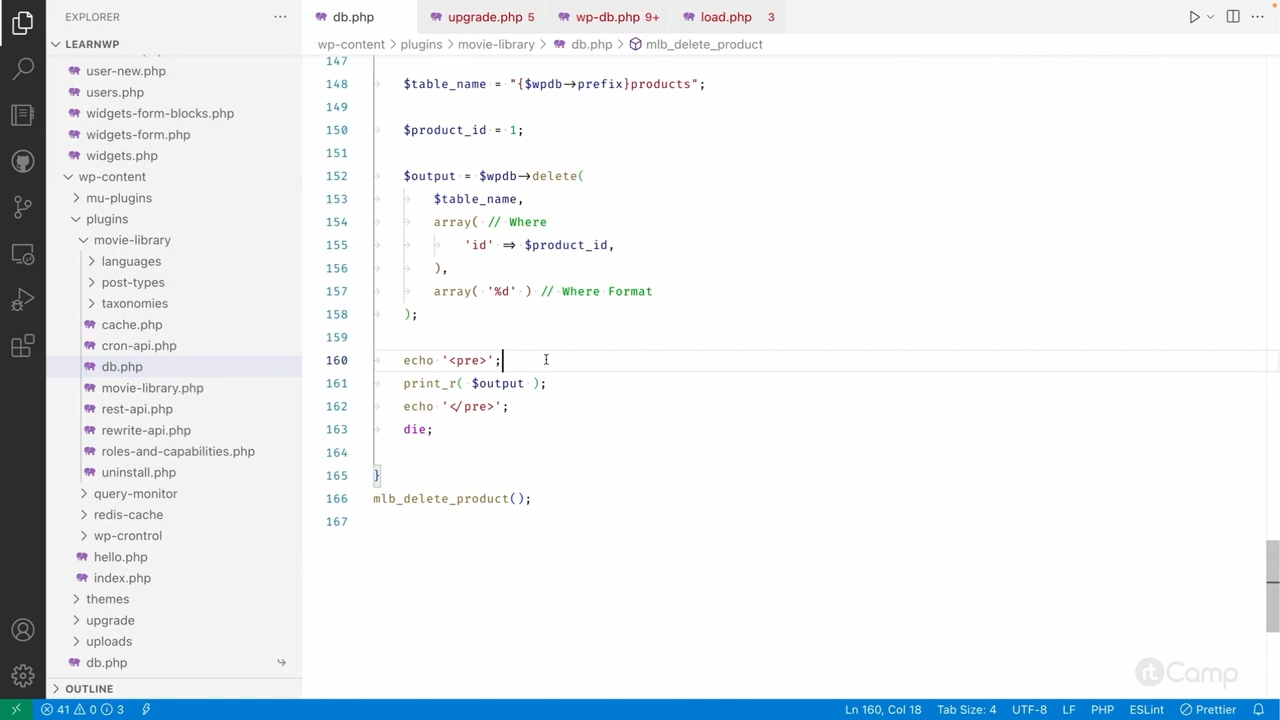 EXPLORER
LEARNWP
user-new.php
users.php
widgets-form-blocks.php
widgets-form.php
widgets.php
wp-content
mu-plugins
plugins
movie-library
languages
post-types
taxonomies
cache.php
cron-api.php
db.php
movie-library.php
rest-api.php
rewrite-api.php
roles-and-capabilities.php
uninstall.php
query-monitor
redis-cache
wp-crontrol
hello.php
index.php
themes
upgrade
uploads
db.php
OUTLINE
db.php upgrade.php 5 wp-db.php 9+ load.php 3
wp-content > plugins > movie-library > db.php > mlb_delete_product
147
148 $table_name = "{$wpdb->prefix}products";
149
150 $product_id = 1;
151
152 $output = $wpdb->delete(
153 $table_name,
154 array( // Where
155 'id' => $product_id,
156 ),
157 array( '%d' ) // Where Format
158 );
159
160 echo '<pre>';
161 print_r( $output );
162 echo '</pre>';
163 die;
164
165 }
166 mlb_delete_product();
167
rtCamp
41 0 3 Ln 160, Col 18 Tab Size: 4 UTF-8 LF PHP ESLint Prettier